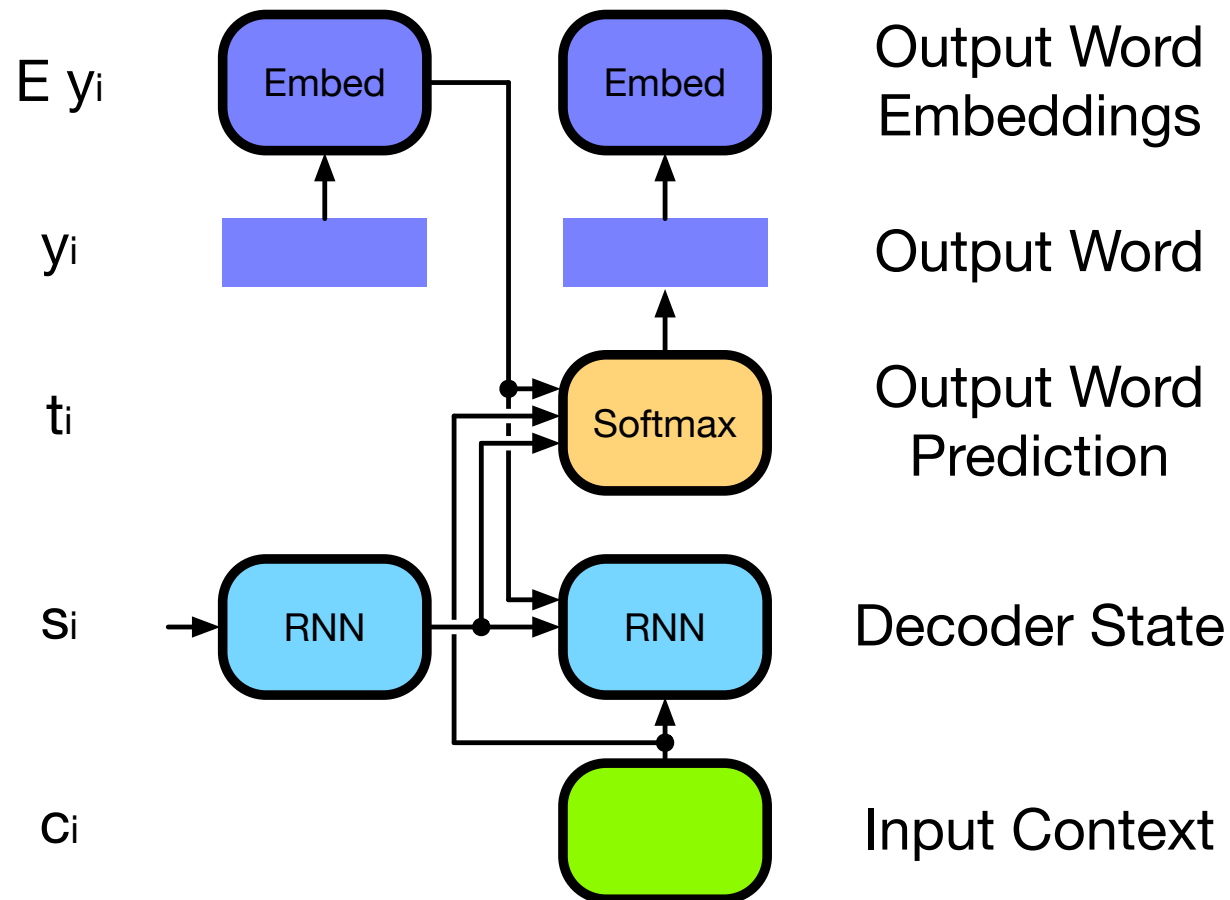 E yi
Embed
Embed
Output Word
Embeddings
yi
Output Word
ti
Softmax
Output Word
Prediction
si
RNN
RNN
Decoder State
ci
Input Context